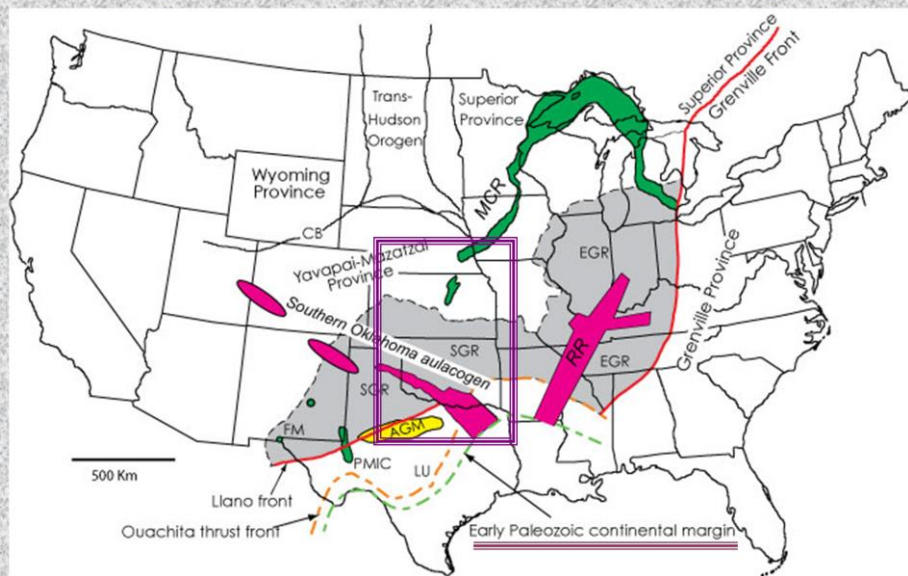 Superior Province
Grenville Front
Trans-
Hudson
Orogen
Superior
Province
Wyoming
Province
MCR
CB
Yavapai-Mazatzal
Province
EGR
Grenville Province
Southern Oklahoma aulacogen
SGR
RR
EGR
SGR
FM
AGM
PMIC
LU
500 Km
Llano front
Ouachita thrust front
Early Paleozoic continental margin